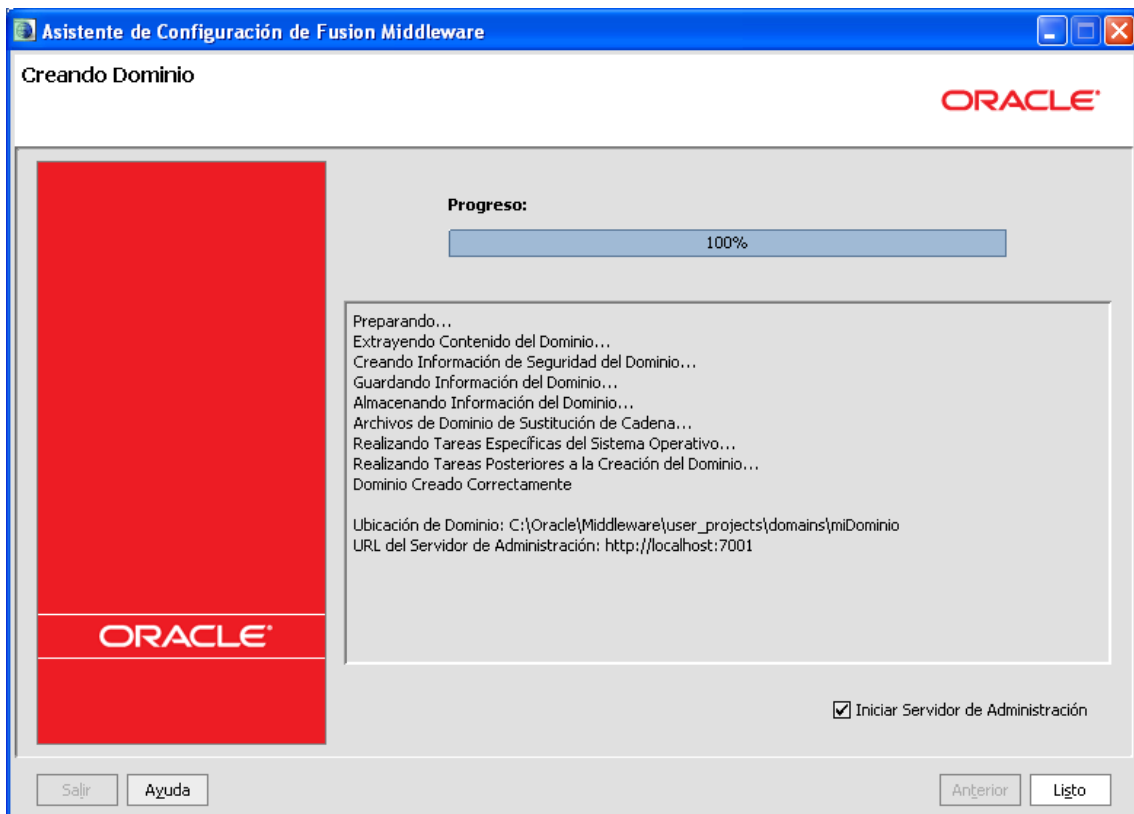 Asistente de Configuración de Fusion Middleware
Creando Dominio
ORACLE
Progreso:
100%
Preparando...
Extrayendo Contenido del Dominio...
Creando Información de Seguridad del Dominio...
Guardando Información del Dominio...
Almacenando Información del Dominio...
Archivos de Dominio de Sustitución de Cadena...
Realizando Tareas Específicas del Sistema Operativo...
Realizando Tareas Posteriores a la Creación del Dominio...
Dominio Creado Correctamente
Ubicación de Dominio: C:\Oracle\Middleware\user_projects\domains\miDominio
URL del Servidor de Administración: http://localhost:7001
ORACLE
Iniciar Servidor de Administración
Salir
Ayuda
Anterior
Listo